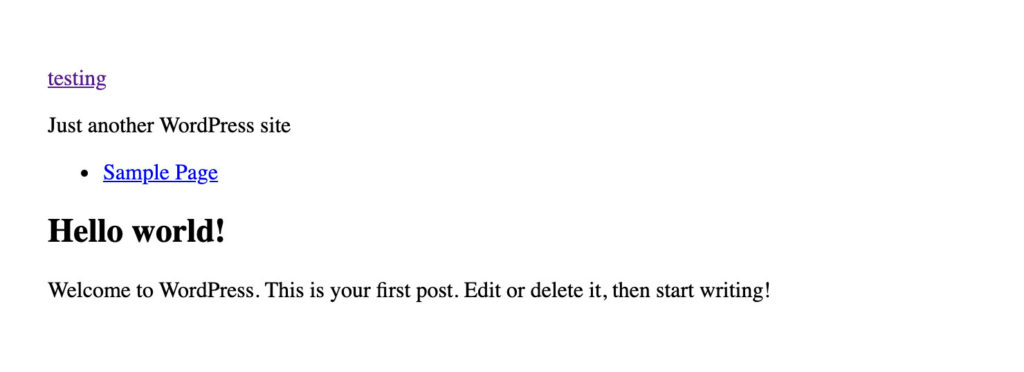 testing
Just another WordPress site
• Sample Page
Hello world!
Welcome to WordPress. This is your first post. Edit or delete it, then start writing!